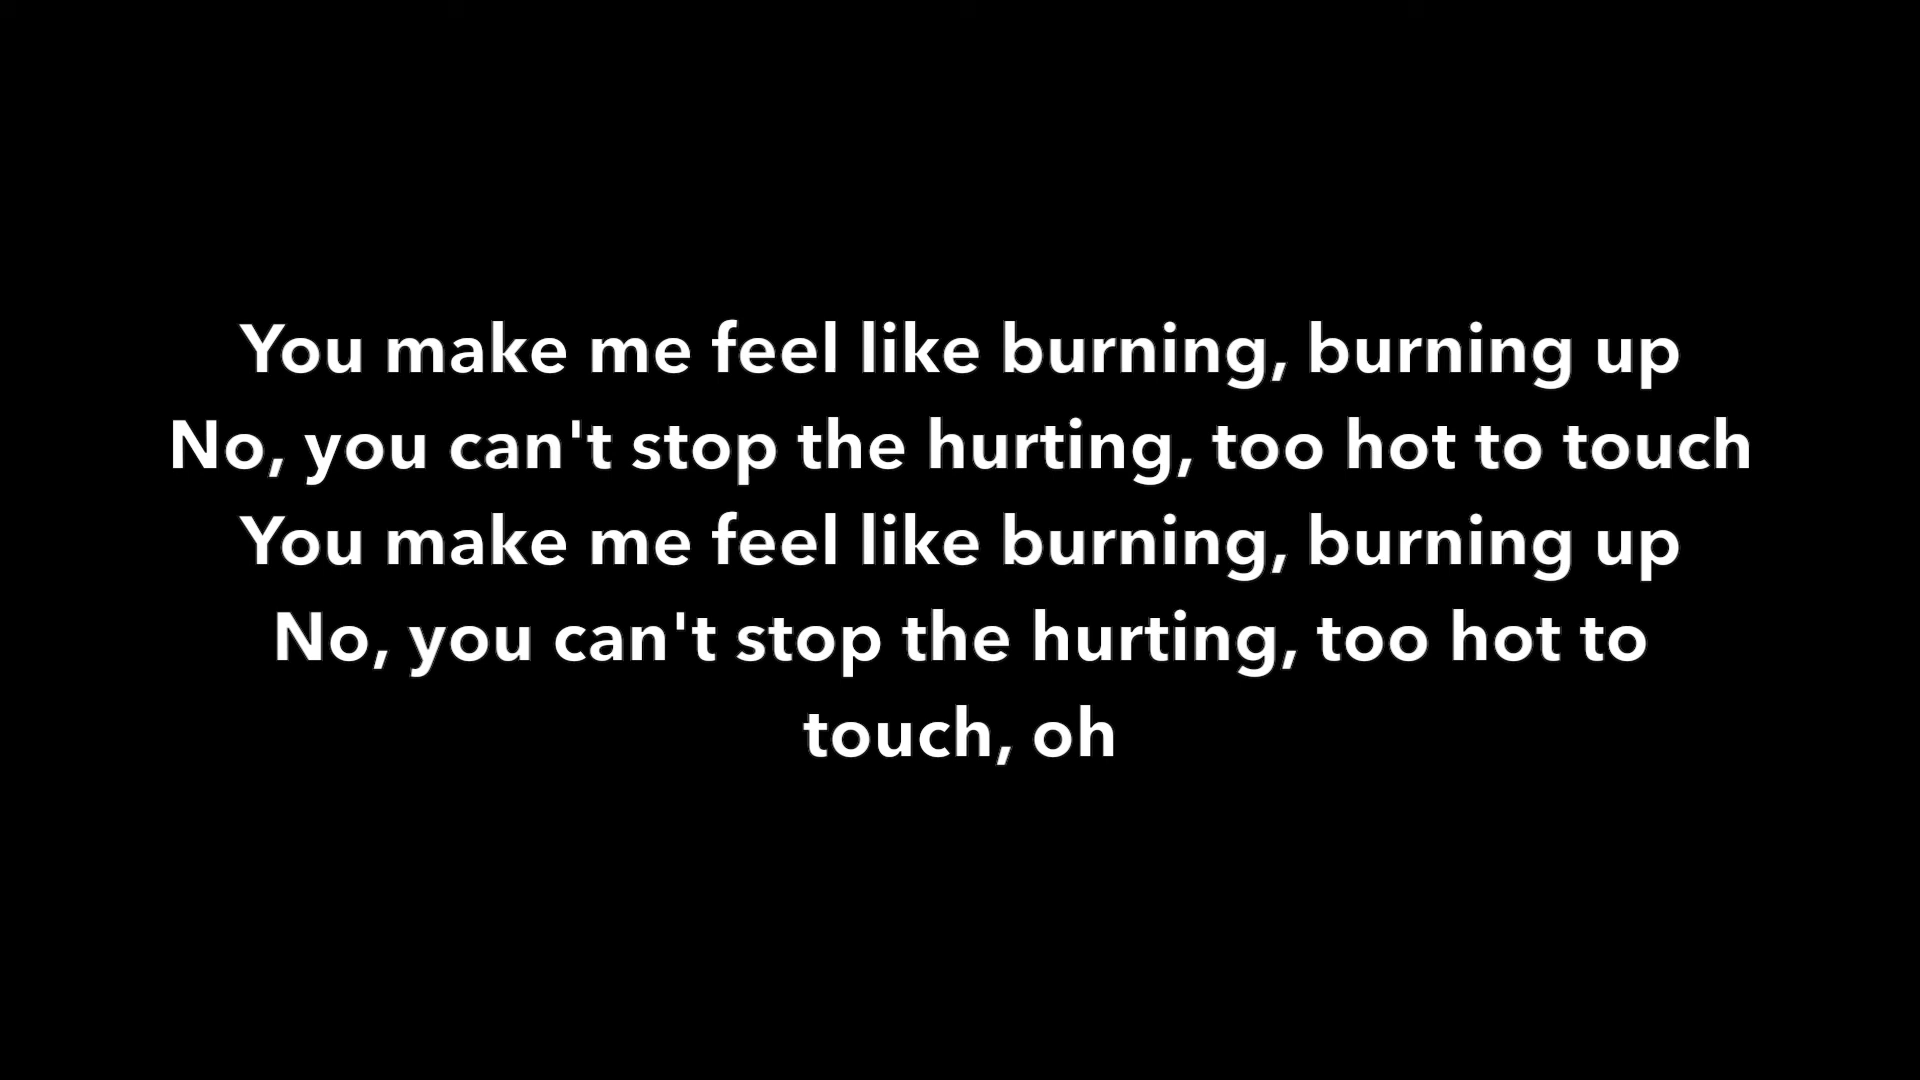 You make me feel like burning, burning up
No, you can't stop the hurting, too hot to touch
You make me feel like burning, burning up
No, you can't stop the hurting, too hot to
touch, oh